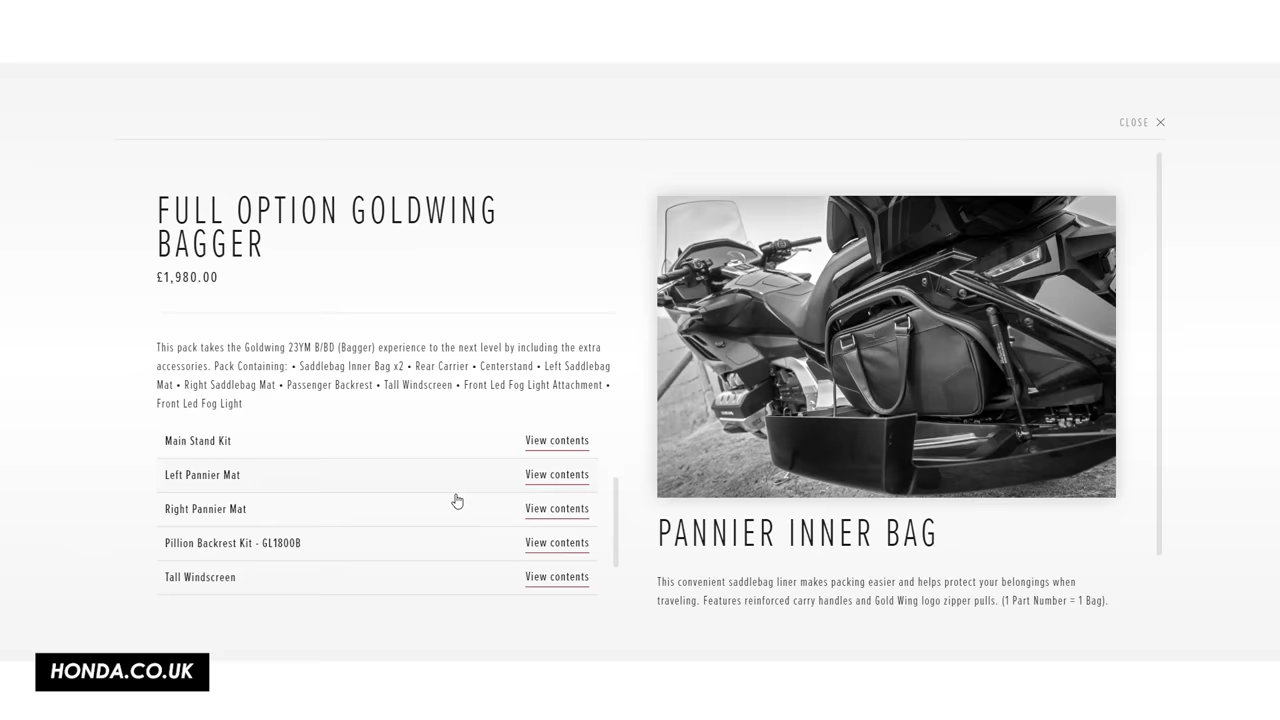 CLOSE ×
FULL OPTION GOLDWING
BAGGER
£1,980.00
This pack takes the Goldwing 23YM B/BD (Bagger) experience to the next level by including the extra
accessories. Pack Containing: • Saddlebag Inner Bag x2 • Rear Carrier • Centerstand • Left Saddlebag
Mat • Right Saddlebag Mat • Passenger Backrest • Tall Windscreen • Front Led Fog Light Attachment •
Front Led Fog Light
Main Stand Kit View contents
Left Pannier Mat View contents
Right Pannier Mat View contents
Pillion Backrest Kit - GL1800B View contents
Tall Windscreen View contents
PANNIER INNER BAG
This convenient saddlebag liner makes packing easier and helps protect your belongings when
traveling. Features reinforced carry handles and Gold Wing logo zipper pulls. (1 Part Number = 1 Bag).
HONDA.CO.UK